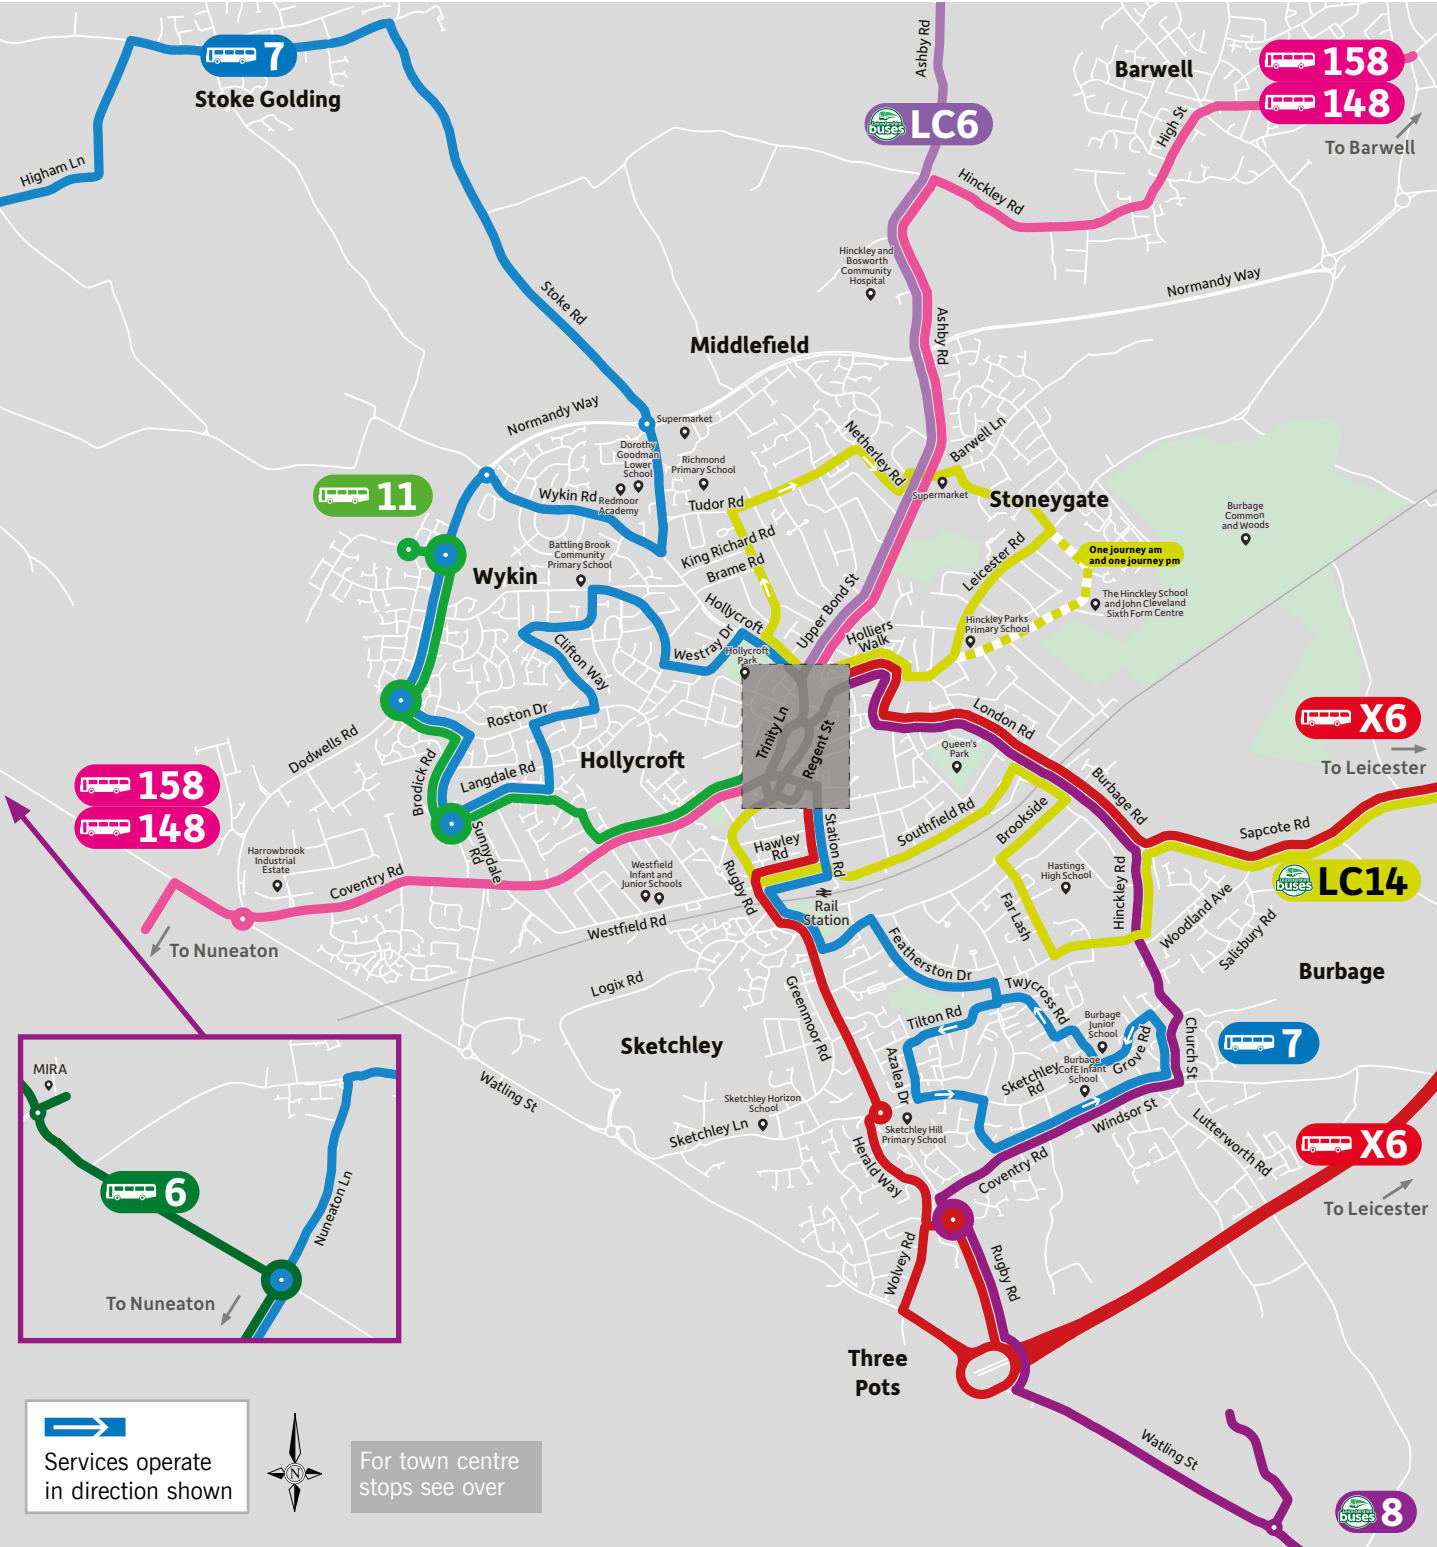 7
Stoke Golding
Higham Ln
Ashby Rd
buses LC6
Barwell
158
148
High St
To Barwell
Hinckley Rd
Hinckley and
Bosworth
Community
Hospital
Normandy Way
Ashby Rd
Stoke Rd
Middlefield
Normandy Way
Supermarket
Dorothy
Goodman
Lower
School
Richmond
Primary School
Wykin Rd
Redmoor
Academy
Tudor Rd
Netherley Rd
Barwell Ln
Supermarket
Stoneygate
Burbage
Common
and Woods
11
Battling Brook
Community
Primary School
Wykin
King Richard Rd
Brame Rd
Hollycroft
Upper Bond St
Holliers
Walk
Leicester Rd
One journey am
and one journey pm
The Hinckley School
and John Cleveland
Sixth Form Centre
Hinckley Parks
Primary School
Westray Dr
Hollycroft
Park
Clifton Way
Roston Dr
Dodwells Rd
Hollycroft
Trinity Ln
Regent St
London Rd
Queen's
Park
X6
To Leicester
Brodick Rd
Langdale Rd
158
148
Sunnydale
Rd
Harrowbrook
Industrial
Estate
Coventry Rd
To Nuneaton
Westfield
Infant and
Junior Schools
Westfield Rd
Hawley
Rd
Station Rd
Rugby Rd
Rail
Station
Southfield Rd
Brookside
Burbage Rd
Sapcote Rd
buses LC14
Hastings
High School
Hinckley Rd
Far Lash
Woodland Ave
Salisbury Rd
Burbage
Logix Rd
Featherston Dr
Greenmoor Rd
Twycross Rd
Tilton Rd
Burbage
Junior
School
Grove Rd
Church St
7
Sketchley
Azalea Dr
Sketchley
Rd
Burbage
CofE Infant
School
Watling St
Sketchley Horizon
School
Sketchley Ln
Sketchley Hill
Primary School
Windsor St
Lutterworth Rd
X6
To Leicester
Herald Way
Coventry Rd
Wolvey Rd
Rugby Rd
Three
Pots
Watling St
buses 8
MIRA
6
Nuneaton Ln
To Nuneaton
Services operate
in direction shown
N
For town centre
stops see over